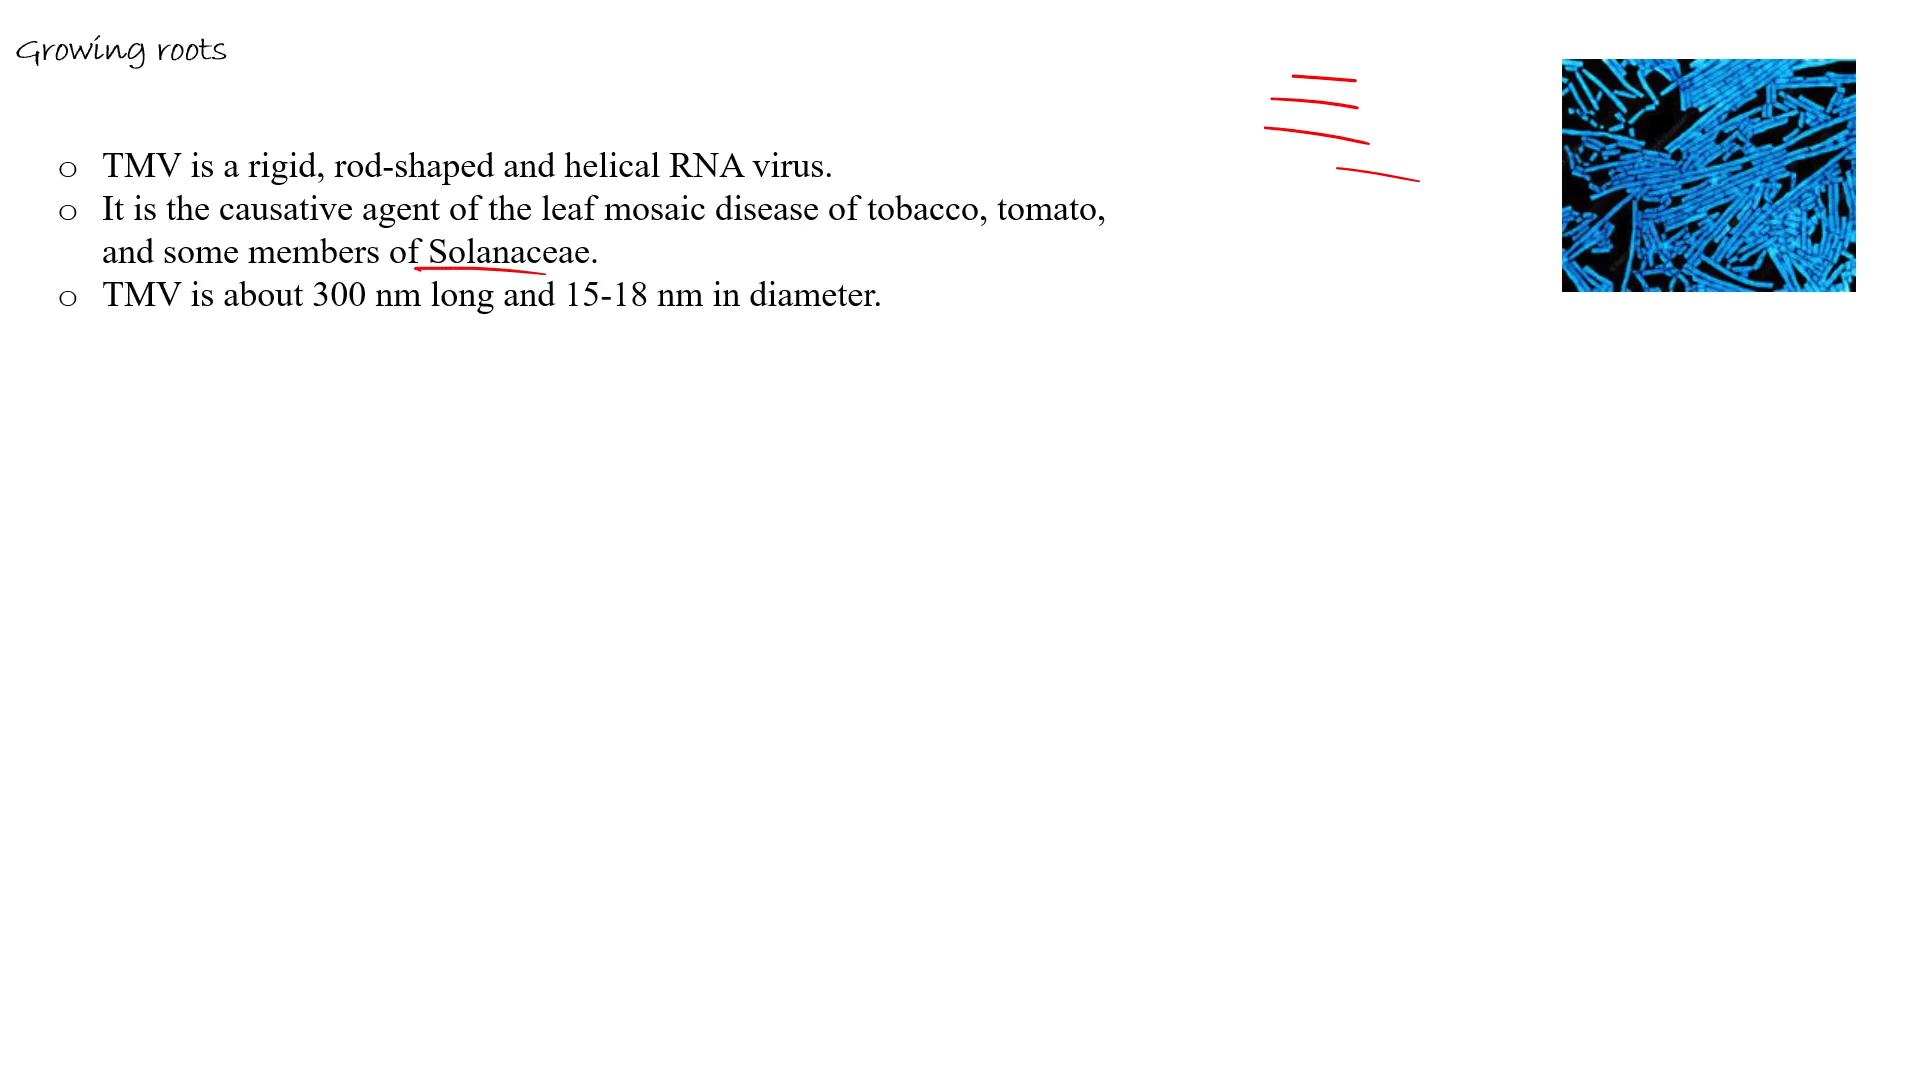 Growing roots
o TMV is a rigid, rod-shaped and helical RNA virus.
o It is the causative agent of the leaf mosaic disease of tobacco, tomato,
and some members of Solanaceae.
o TMV is about 300 nm long and 15-18 nm in diameter.